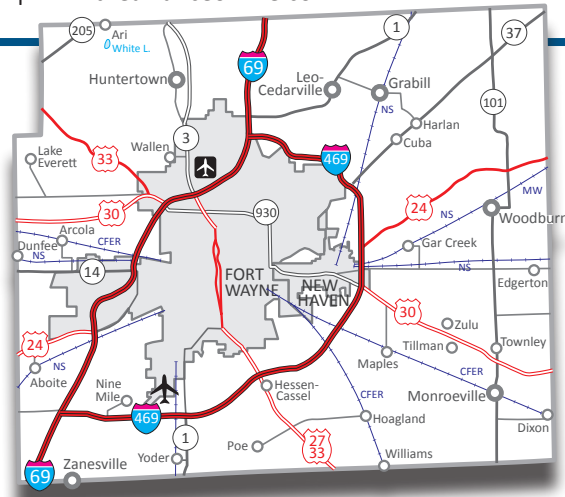 205
Ari
White L.
69
1
37
Huntertown
Leo-
Cedarville
Grabill
NS
101
3
Harlan
Wallen
Cuba
469
Lake
Everett
33
MW
24
30
930
NS
Woodburn
Arcola
CFER
Dunfee
NS
Gar Creek
14
NS
FORT
WAYNE
NEW
HAVEN
Edgerton
30
Zulu
24
Tillman
Townley
NS
Maples
Aboite
CFER
Nine
Mile
Hessen-
Cassel
CFER
Monroeville
469
Hoagland
Dixon
1
Poe
27
33
Yoder
Williams
69
Zanesville